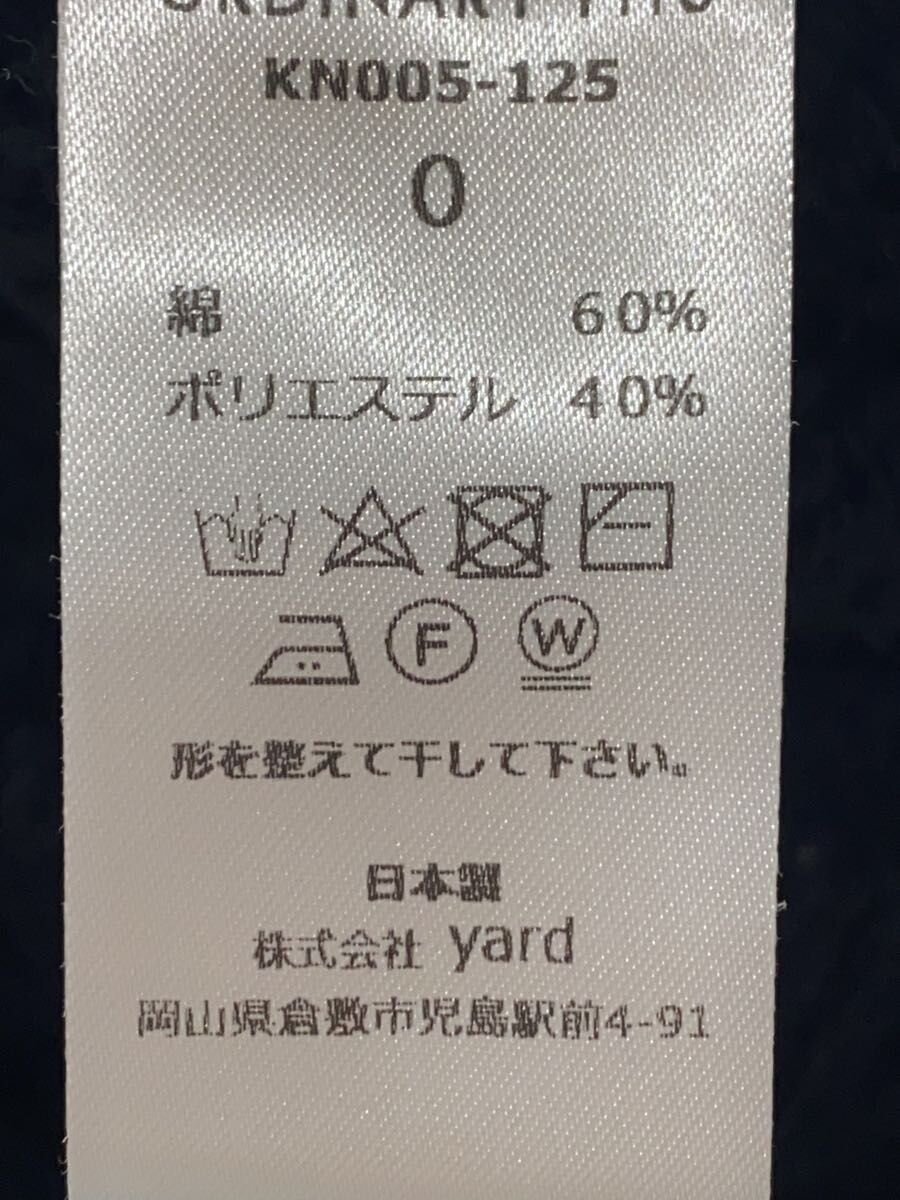 ORDINARY FITS
KN005-125
0
綿 60%
ポリエステル 40%
F W
形を整えて干して下さい。
日本製
株式会社 yard
岡山県倉敷市児島駅前4-91